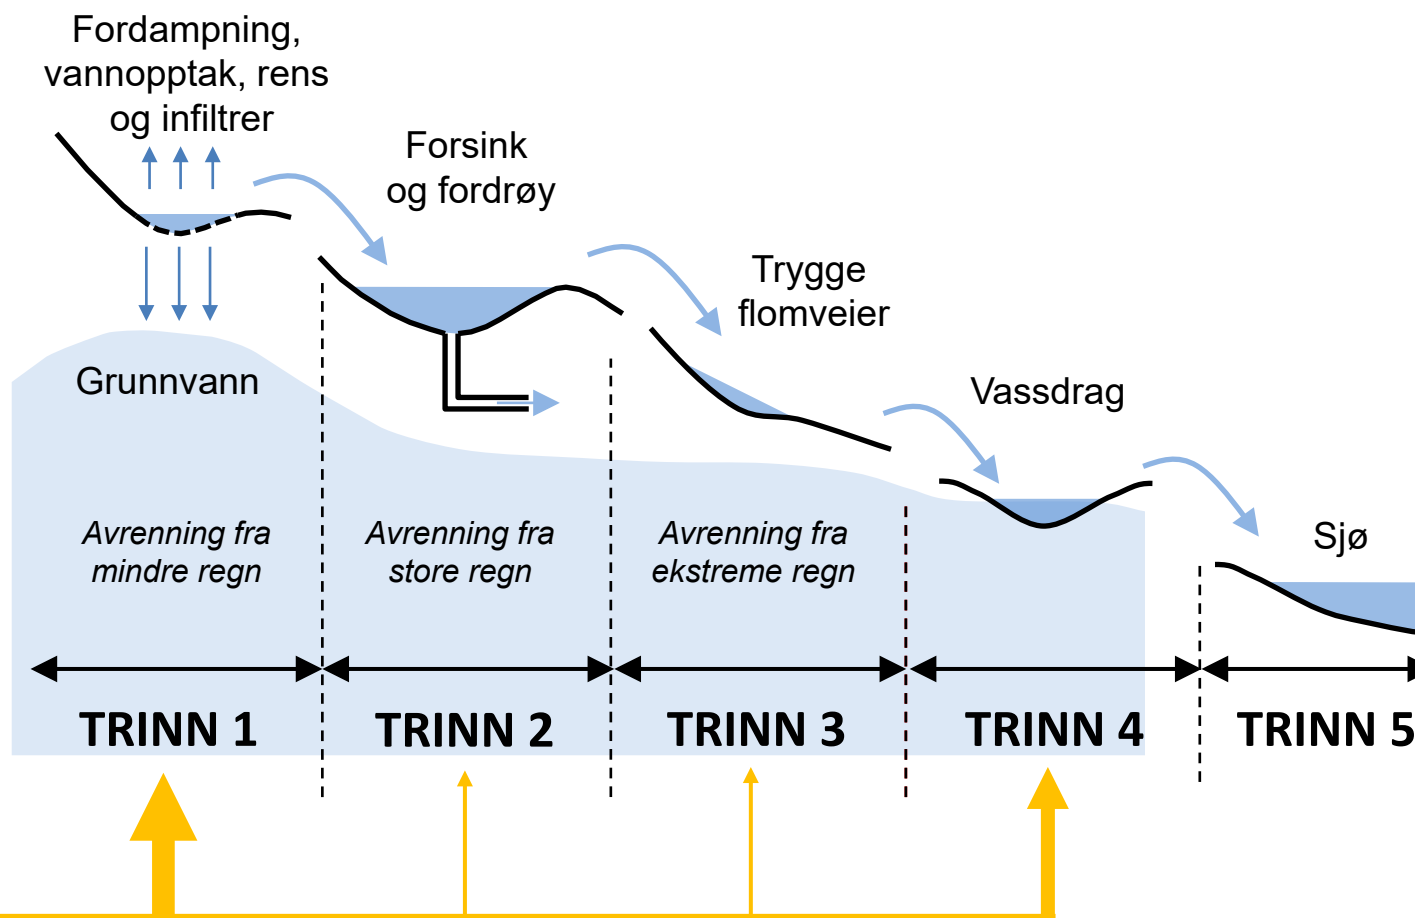 Fordampning,
vannopptak, rens
og infiltrer
Forsink
og fordrøy
Trygge
flomveier
Vassdrag
Sjø
Grunnvann
Avrenning fra
mindre regn
Avrenning fra
store regn
Avrenning fra
ekstreme regn
TRINN 1
TRINN 2
TRINN 3
TRINN 4
TRINN 5